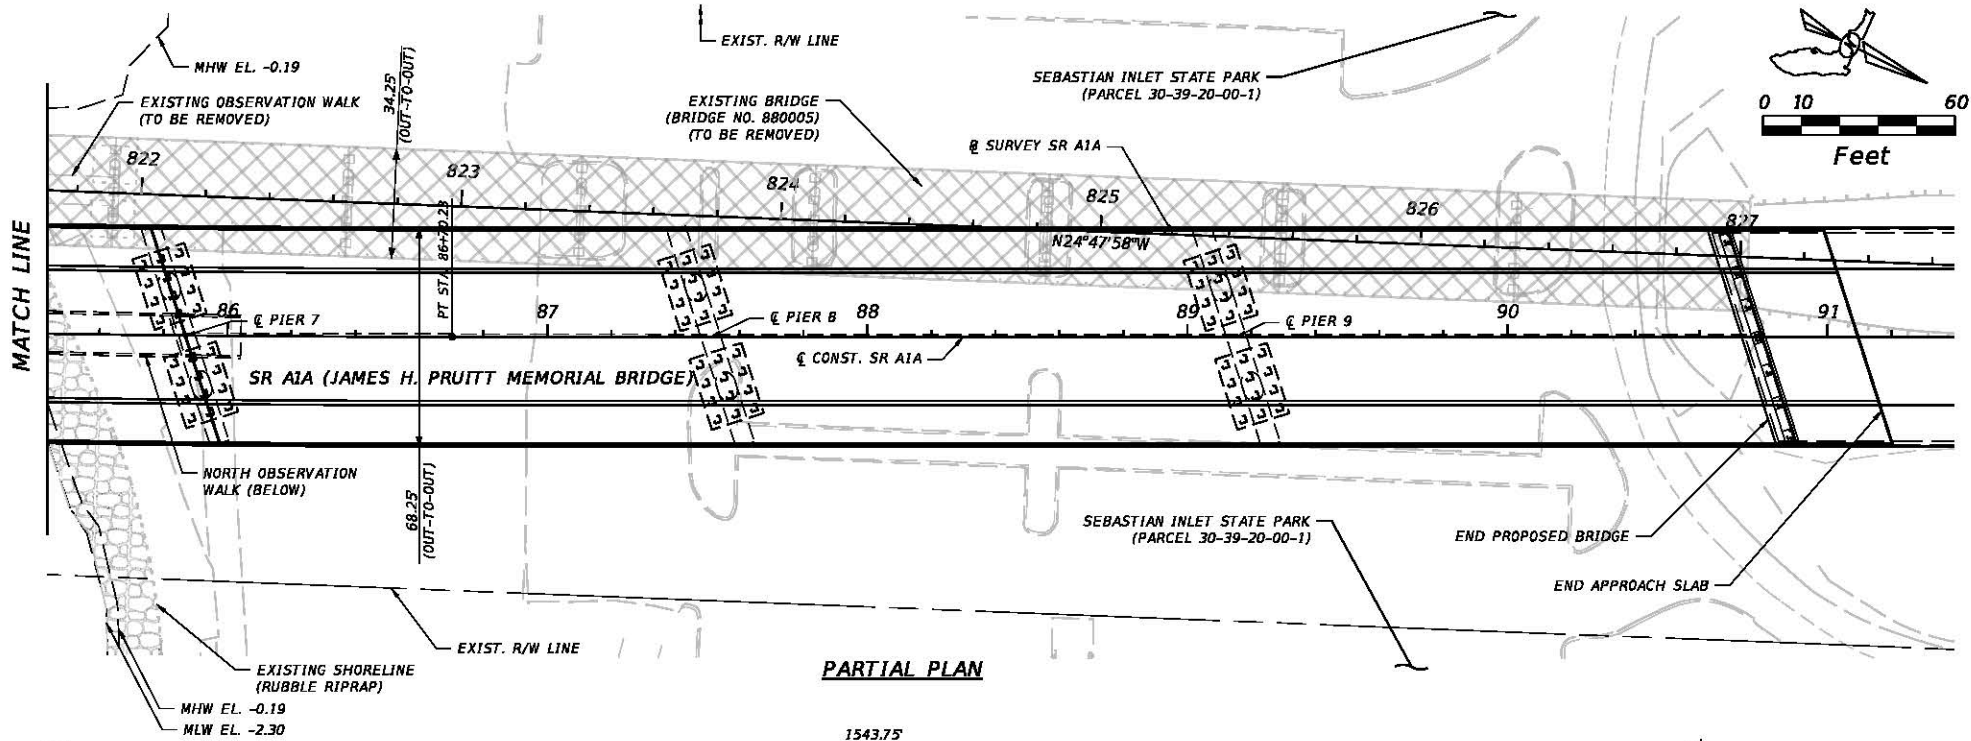 EXIST. R/W LINE
MHW EL. -0.19
EXISTING OBSERVATION WALK
(TO BE REMOVED)
34.25'
(OUT-TO-OUT)
EXISTING BRIDGE
(BRIDGE NO. 880005)
(TO BE REMOVED)
SEBASTIAN INLET STATE PARK
(PARCEL 30-39-20-00-1)
0 10 60
Feet
℄ SURVEY SR A1A
822
823
824
825
826
827
N24°47'58"W
MATCH LINE
PT STA. 86+70.23
86
87
88
89
90
91
℄ PIER 7
℄ PIER 8
℄ PIER 9
℄ CONST. SR A1A
SR A1A (JAMES H. PRUITT MEMORIAL BRIDGE)
NORTH OBSERVATION
WALK (BELOW)
68.25'
(OUT-TO-OUT)
SEBASTIAN INLET STATE PARK
(PARCEL 30-39-20-00-1)
END PROPOSED BRIDGE
END APPROACH SLAB
EXIST. R/W LINE
EXISTING SHORELINE
(RUBBLE RIPRAP)
MHW EL. -0.19
MLW EL. -2.30
PARTIAL PLAN
1543.75'